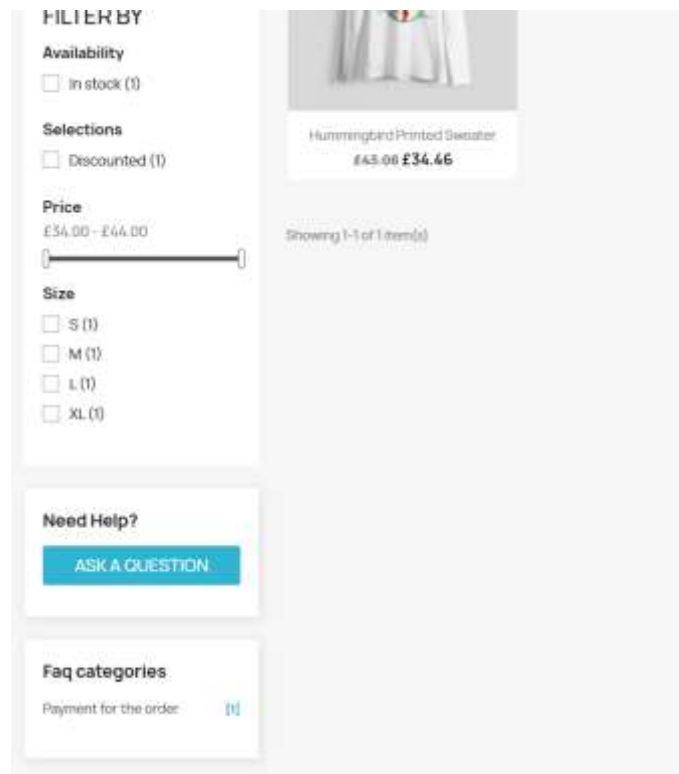 FILTER BY
Availability
In stock (1)
Selections
Discounted (1)
Price
£34.00 - £44.00
Size
S (1)
M (1)
L (1)
XL (1)
Need Help?
ASK A QUESTION
Faq categories
Payment for the order [1]
Hummingbird Printed Sweater
£43.08 £34.46
Showing 1-1 of 1 item(s)